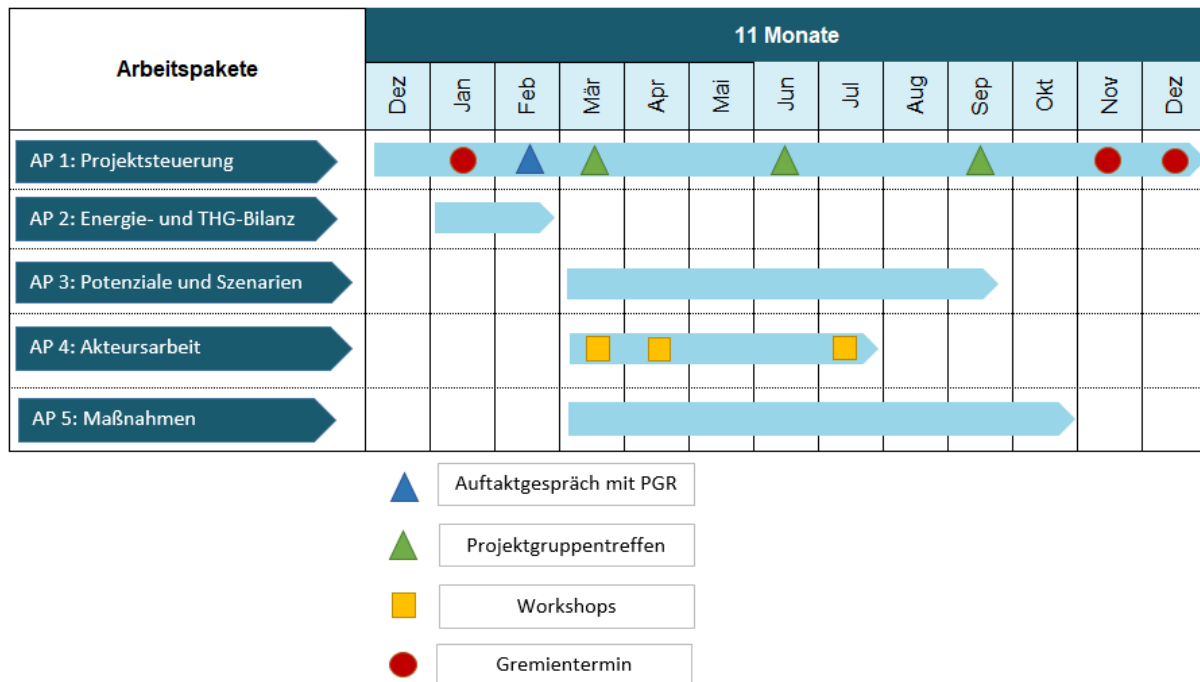 11 Monate
Arbeitspakete
Dez Jan Feb Mär Apr Mai Jun Jul Aug Sep Okt Nov Dez
AP 1: Projektsteuerung
AP 2: Energie- und THG-Bilanz
AP 3: Potenziale und Szenarien
AP 4: Akteursarbeit
AP 5: Maßnahmen
Auftaktgespräch mit PGR
Projektgruppentreffen
Workshops
Gremientermin